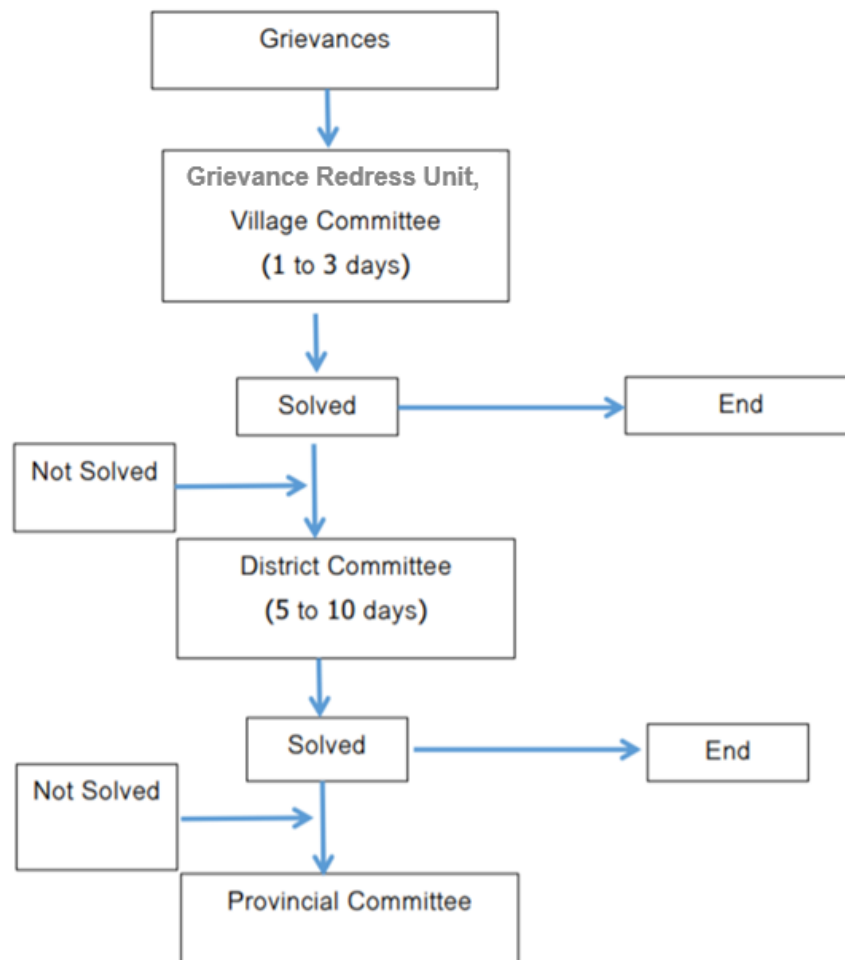 Grievances
Grievance Redress Unit,
Village Committee
(1 to 3 days)
Solved
End
Not Solved
District Committee
(5 to 10 days)
Solved
End
Not Solved
Provincial Committee